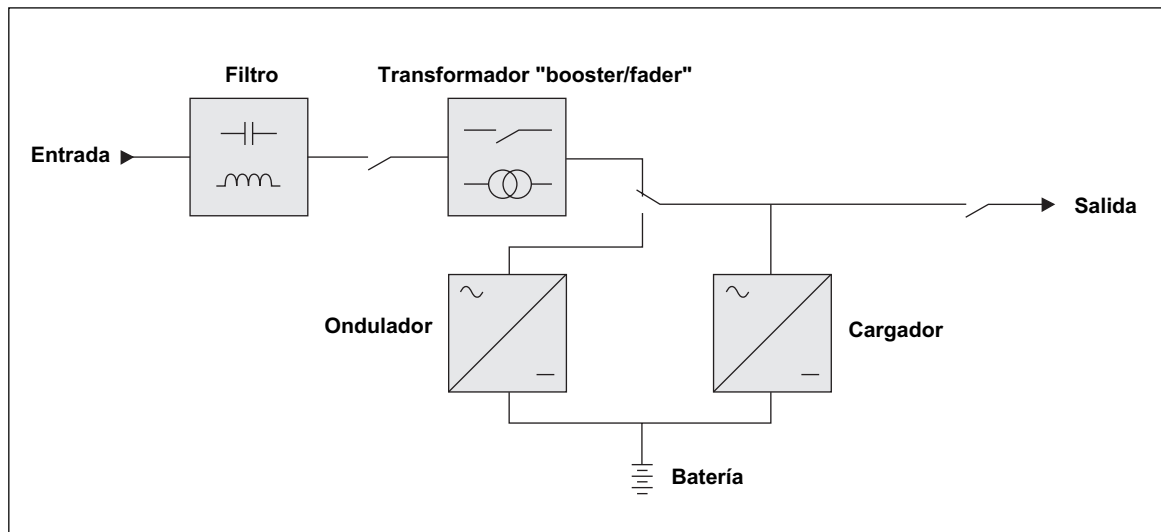 Filtro
Transformador "booster/fader"
Entrada
Salida
Ondulador
Cargador
Batería